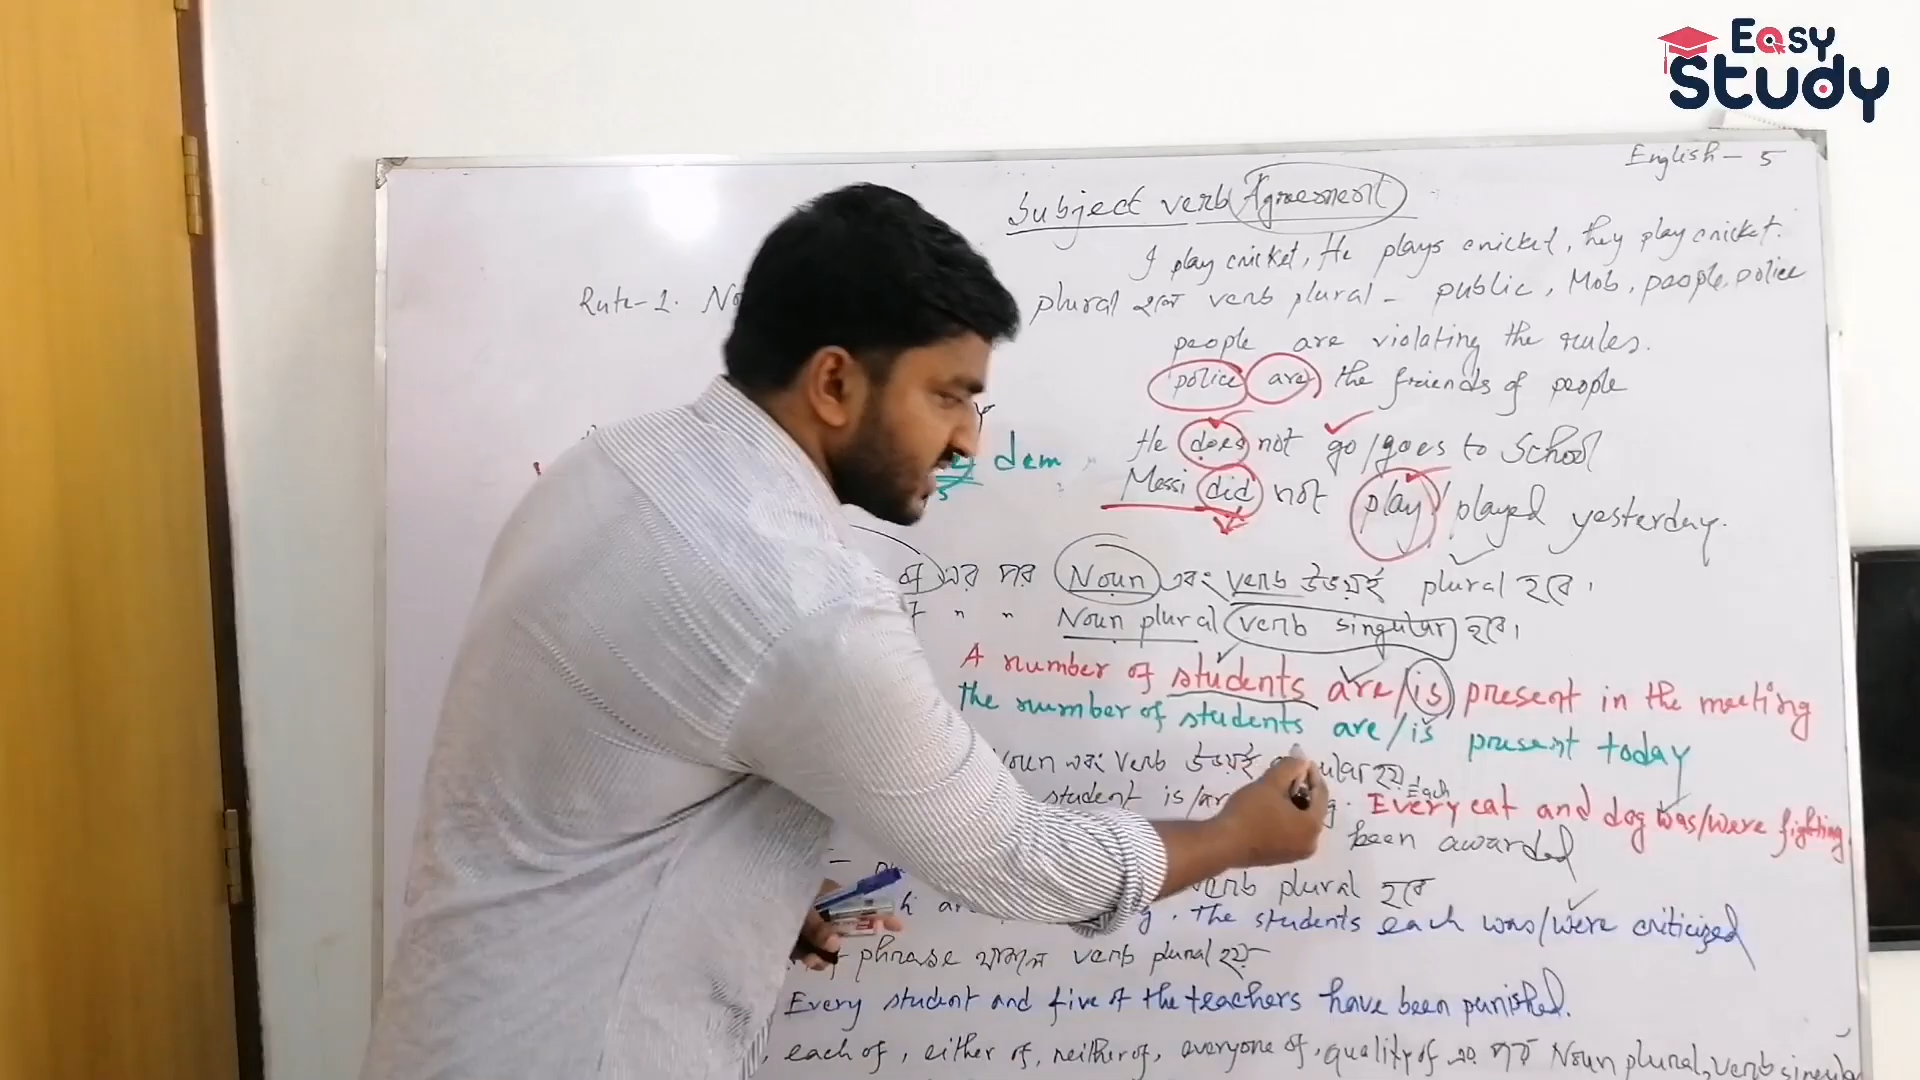 Easy
Study
English - 5
Subject verb Agreement
I play cricket, He plays cricket, they play cricket.
Rule-1. No plural হলে verb plural - public, Mob, people, police
people are violating the rules.
police are the friends of people
dem He does not go/goes to School
Messi did not play/played yesterday.
of এর পর Noun এবং verb উভয়ই plural হবে।
" " Noun plural verb singular হবে।
A number of students are/is present in the meeting
the number of students are/is present today
Noun এবং verb উভয়ই হয়
student is/are Every cat and dog was/were fighting.
Each
been awarded
verb plural হবে
The students each was/were criticized
phrase থাকলে verb plural হয়
Every student and five of the teachers have been punished.
each of, either of, neither of, everyone of, quality of এর পর Noun plural, verb singular